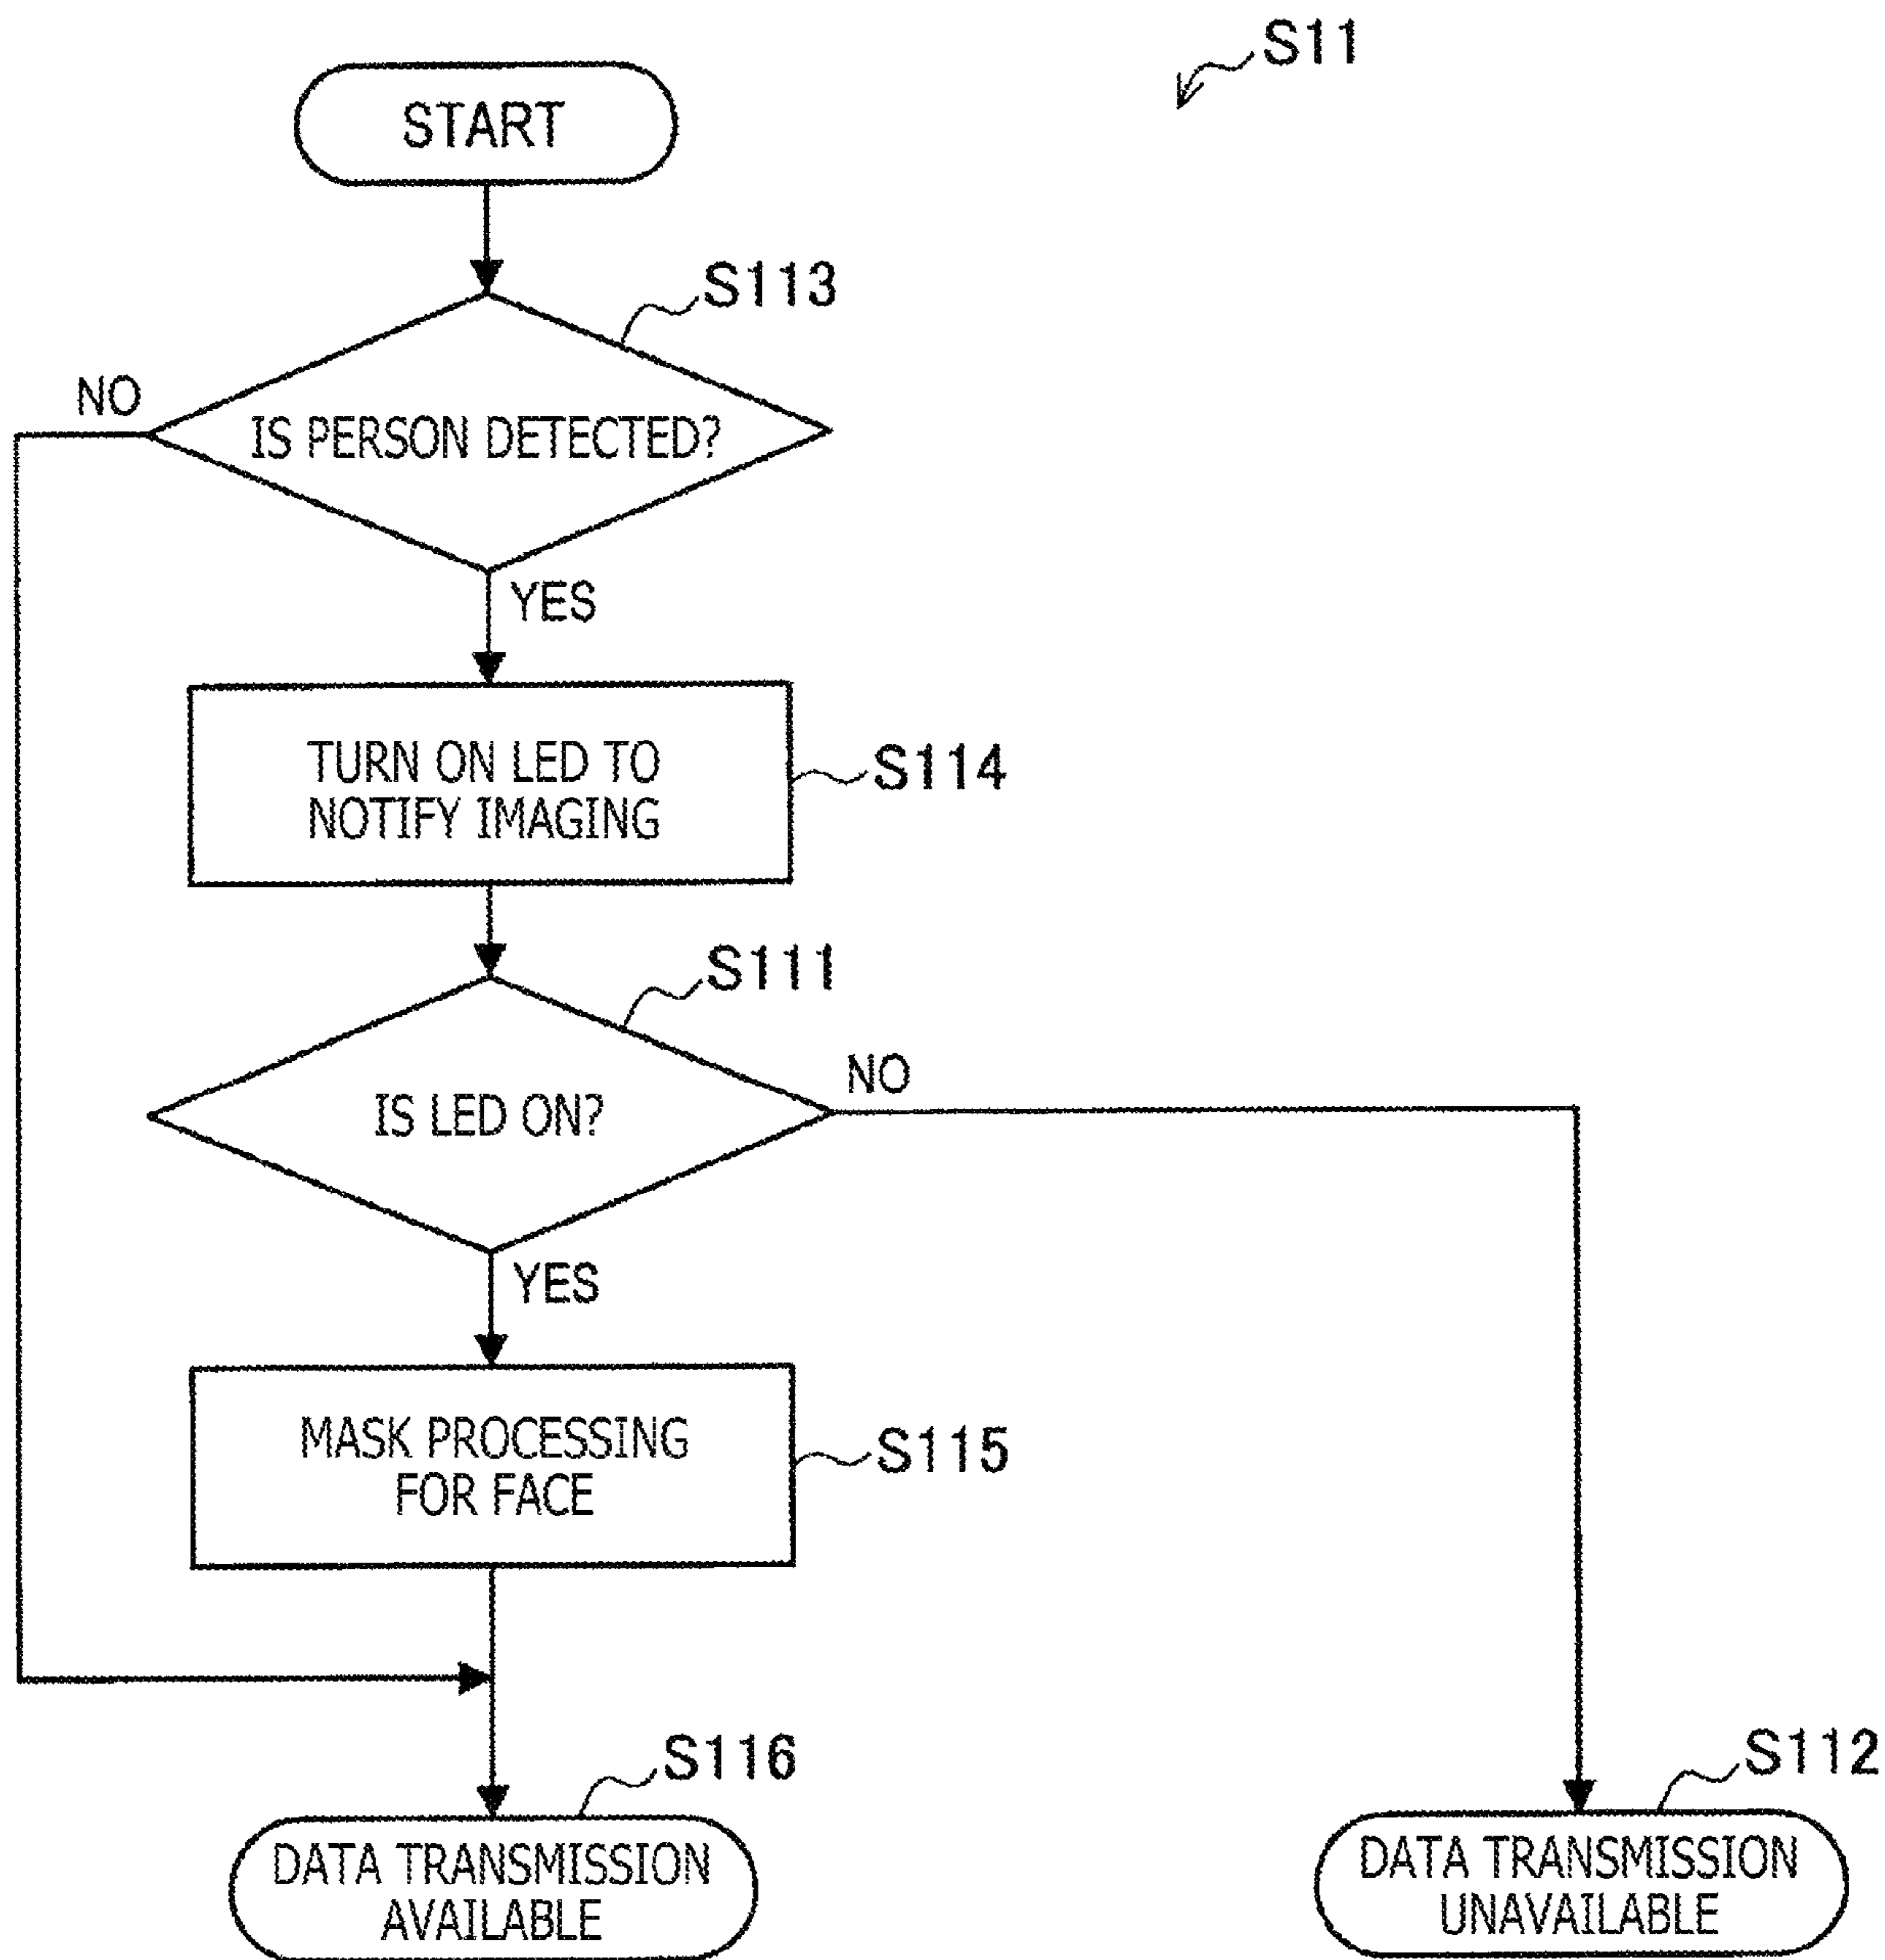 S11
START
S113
NO
IS PERSON DETECTED?
YES
TURN ON LED TO
NOTIFY IMAGING
S114
S111
NO
IS LED ON?
YES
MASK PROCESSING
FOR FACE
S115
S116
DATA TRANSMISSION
AVAILABLE
S112
DATA TRANSMISSION
UNAVAILABLE